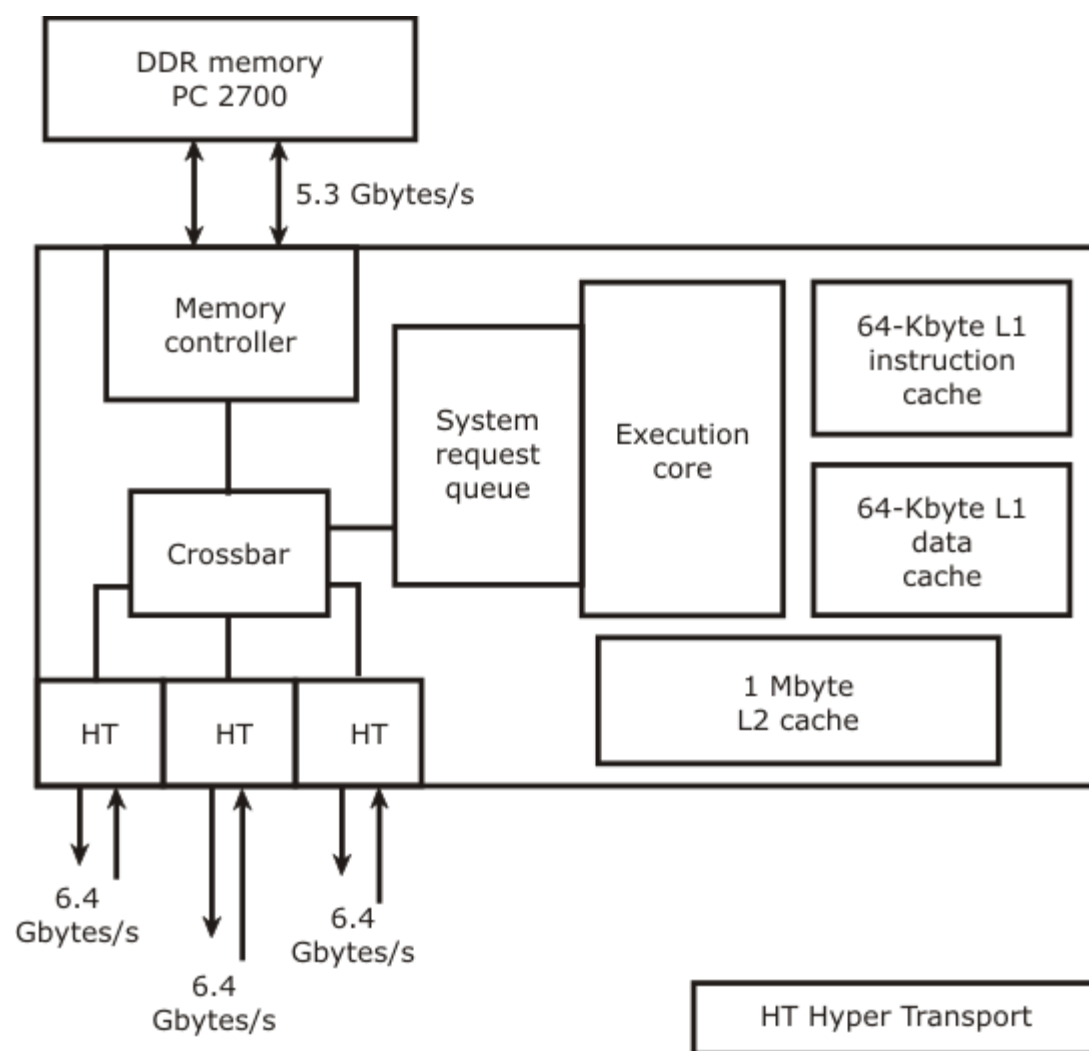 DDR memory
PC 2700
5.3 Gbytes/s
Memory
controller
System
request
queue
Execution
core
64-Kbyte L1
instruction
cache
64-Kbyte L1
data
cache
Crossbar
1 Mbyte
L2 cache
HT
HT
HT
6.4
Gbytes/s
6.4
Gbytes/s
6.4
Gbytes/s
HT Hyper Transport